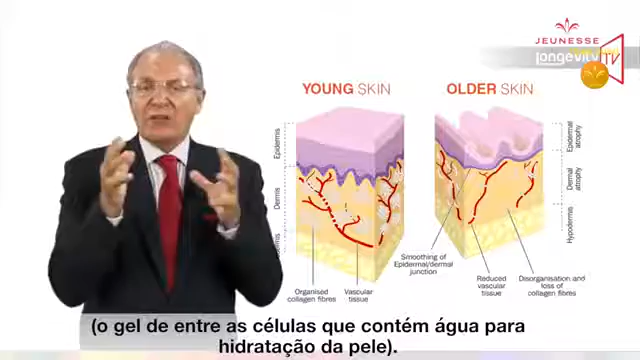 JEUNESSE
longevity TV
YOUNG SKIN
OLDER SKIN
Epidermis
Dermis
Epidermal
atrophy
Dermal
atrophy
Hypodermis
Smoothing of
Epidermal/dermal
junction
Organised
collagen fibres
Vascular
tissue
Reduced
vascular
tissue
Disorganisation and
loss of
collagen fibres
(o gel de entre as células que contém água para
hidratação da pele).